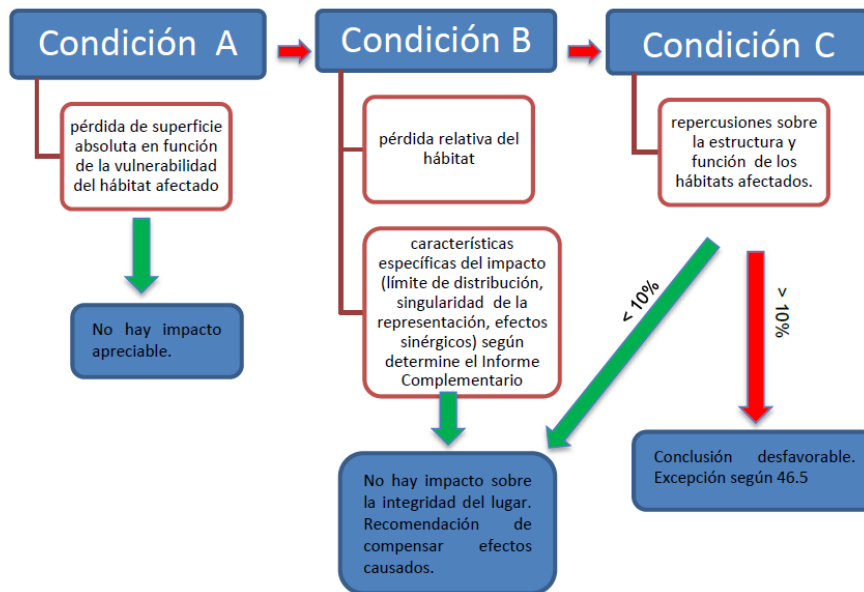 Condición A
pérdida de superficie
absoluta en función
de la vulnerabilidad
del hábitat afectado
No hay impacto
apreciable.
Condición B
pérdida relativa del
hábitat
características
específicas del impacto
(límite de distribución,
singularidad de la
representación, efectos
sinérgicos) según
determine el Informe
Complementario
No hay impacto sobre
la integridad del lugar.
Recomendación de
compensar efectos
causados.
Condición C
repercusiones sobre
la estructura y
función de los
hábitats afectados.
< 10%
> 10%
Conclusión desfavorable.
Excepción según 46.5